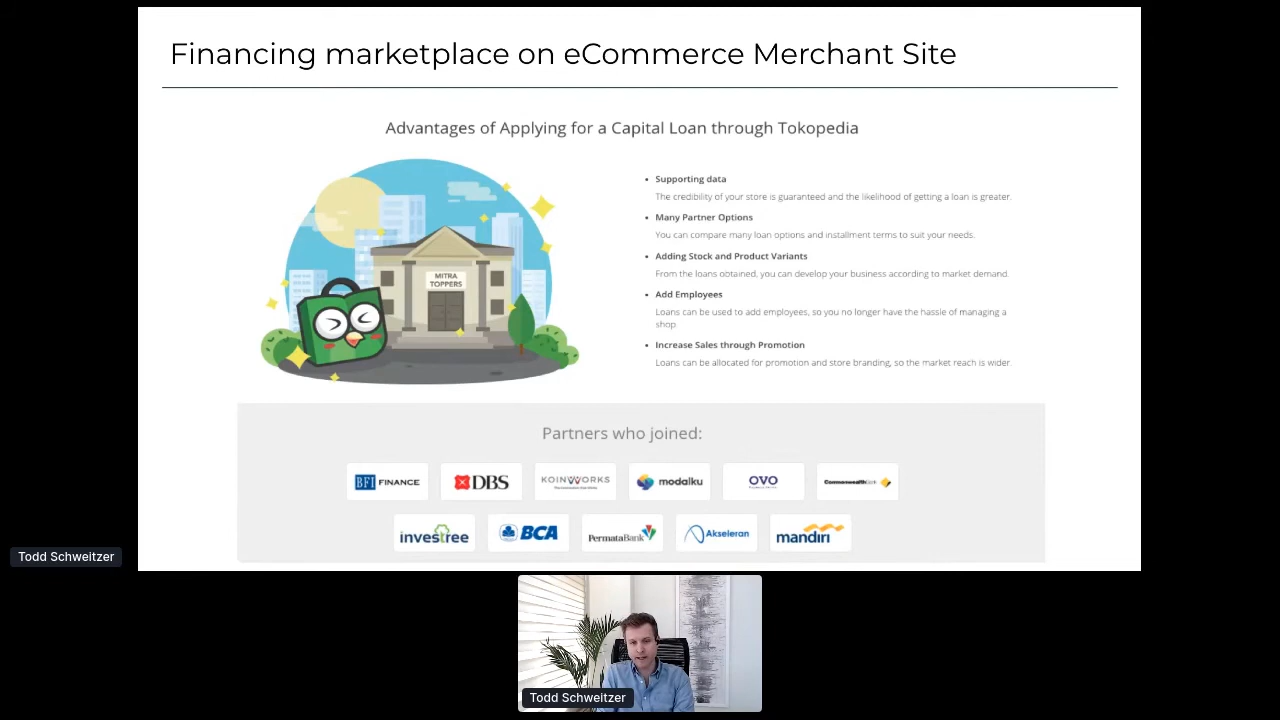 Financing marketplace on eCommerce Merchant Site
Advantages of Applying for a Capital Loan through Tokopedia
MITRA
TOPPERS
• Supporting data
The credibility of your store is guaranteed and the likelihood of getting a loan is greater.
• Many Partner Options
You can compare many loan options and installment terms to suit your needs.
• Adding Stock and Product Variants
From the loans obtained, you can develop your business according to market demand.
• Add Employees
Loans can be used to add employees, so you no longer have the hassle of managing a
shop.
• Increase Sales through Promotion
Loans can be allocated for promotion and store branding, so the market reach is wider.
Partners who joined:
BFI FINANCE
DBS
KOINWORKS
modalku
OVO
CommonwealthBank
investree
BCA
PermataBank
Akseleran
mandiri
Todd Schweitzer
Todd Schweitzer